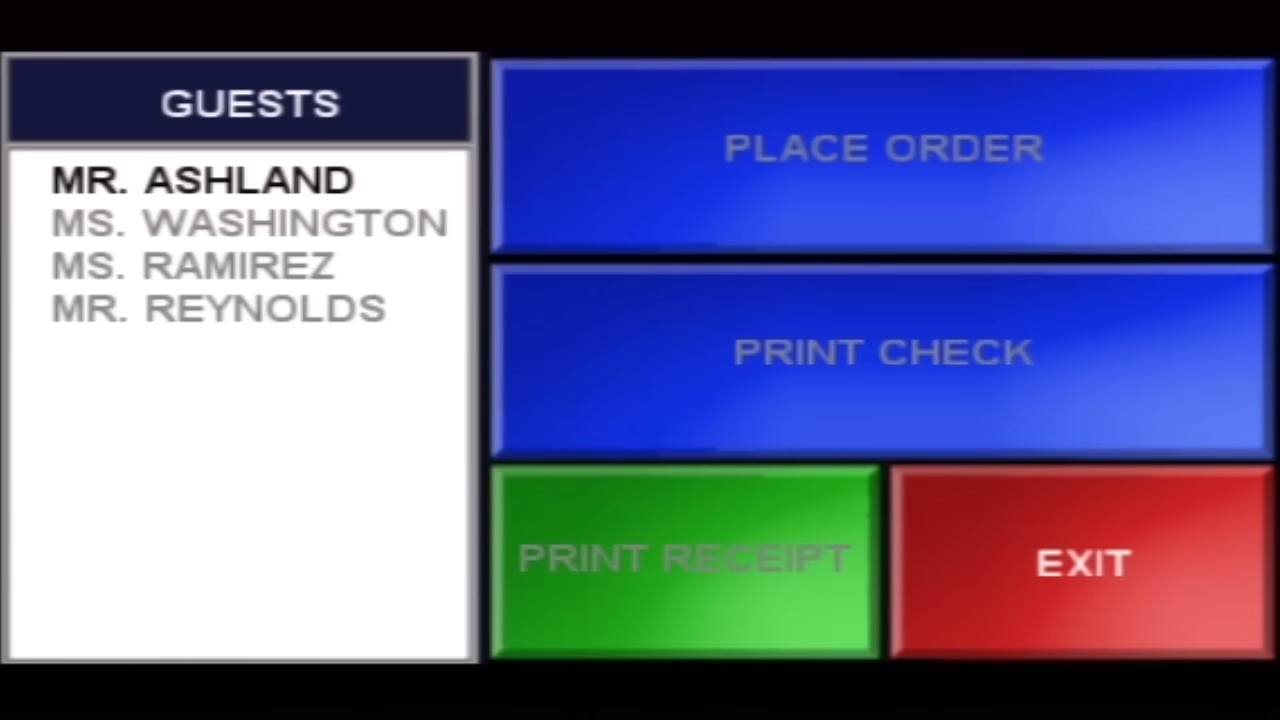 GUESTS
MR. ASHLAND
MS. WASHINGTON
MS. RAMIREZ
MR. REYNOLDS
PLACE ORDER
PRINT CHECK
PRINT RECEIPT
EXIT